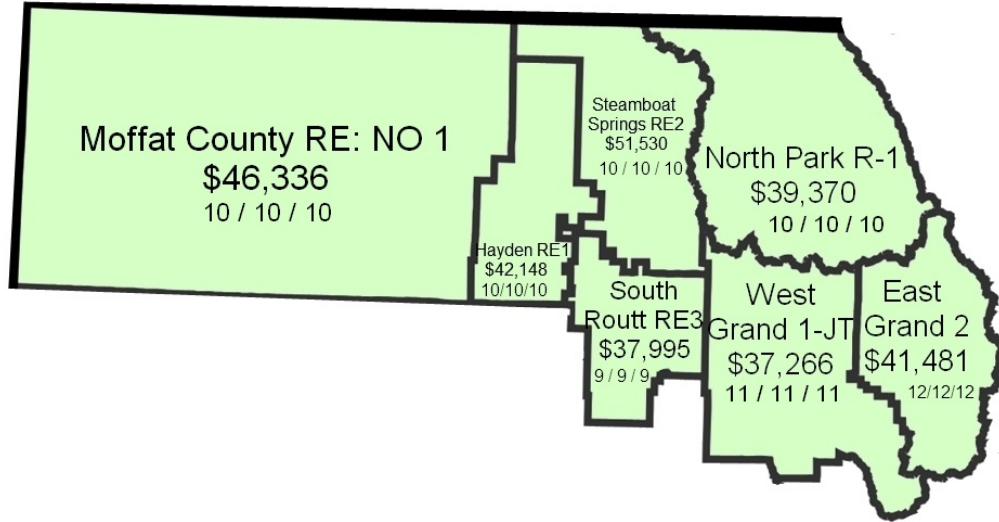 Moffat County RE: NO 1
$46,336
10 / 10 / 10
Steamboat
Springs RE2
$51,530
10 / 10 / 10
North Park R-1
$39,370
10 / 10 / 10
Hayden RE1
$42,148
10/10/10
South
Routt RE3
$37,995
9 / 9 / 9
West
Grand 1-JT
$37,266
11 / 11 / 11
East
Grand 2
$41,481
12/12/12